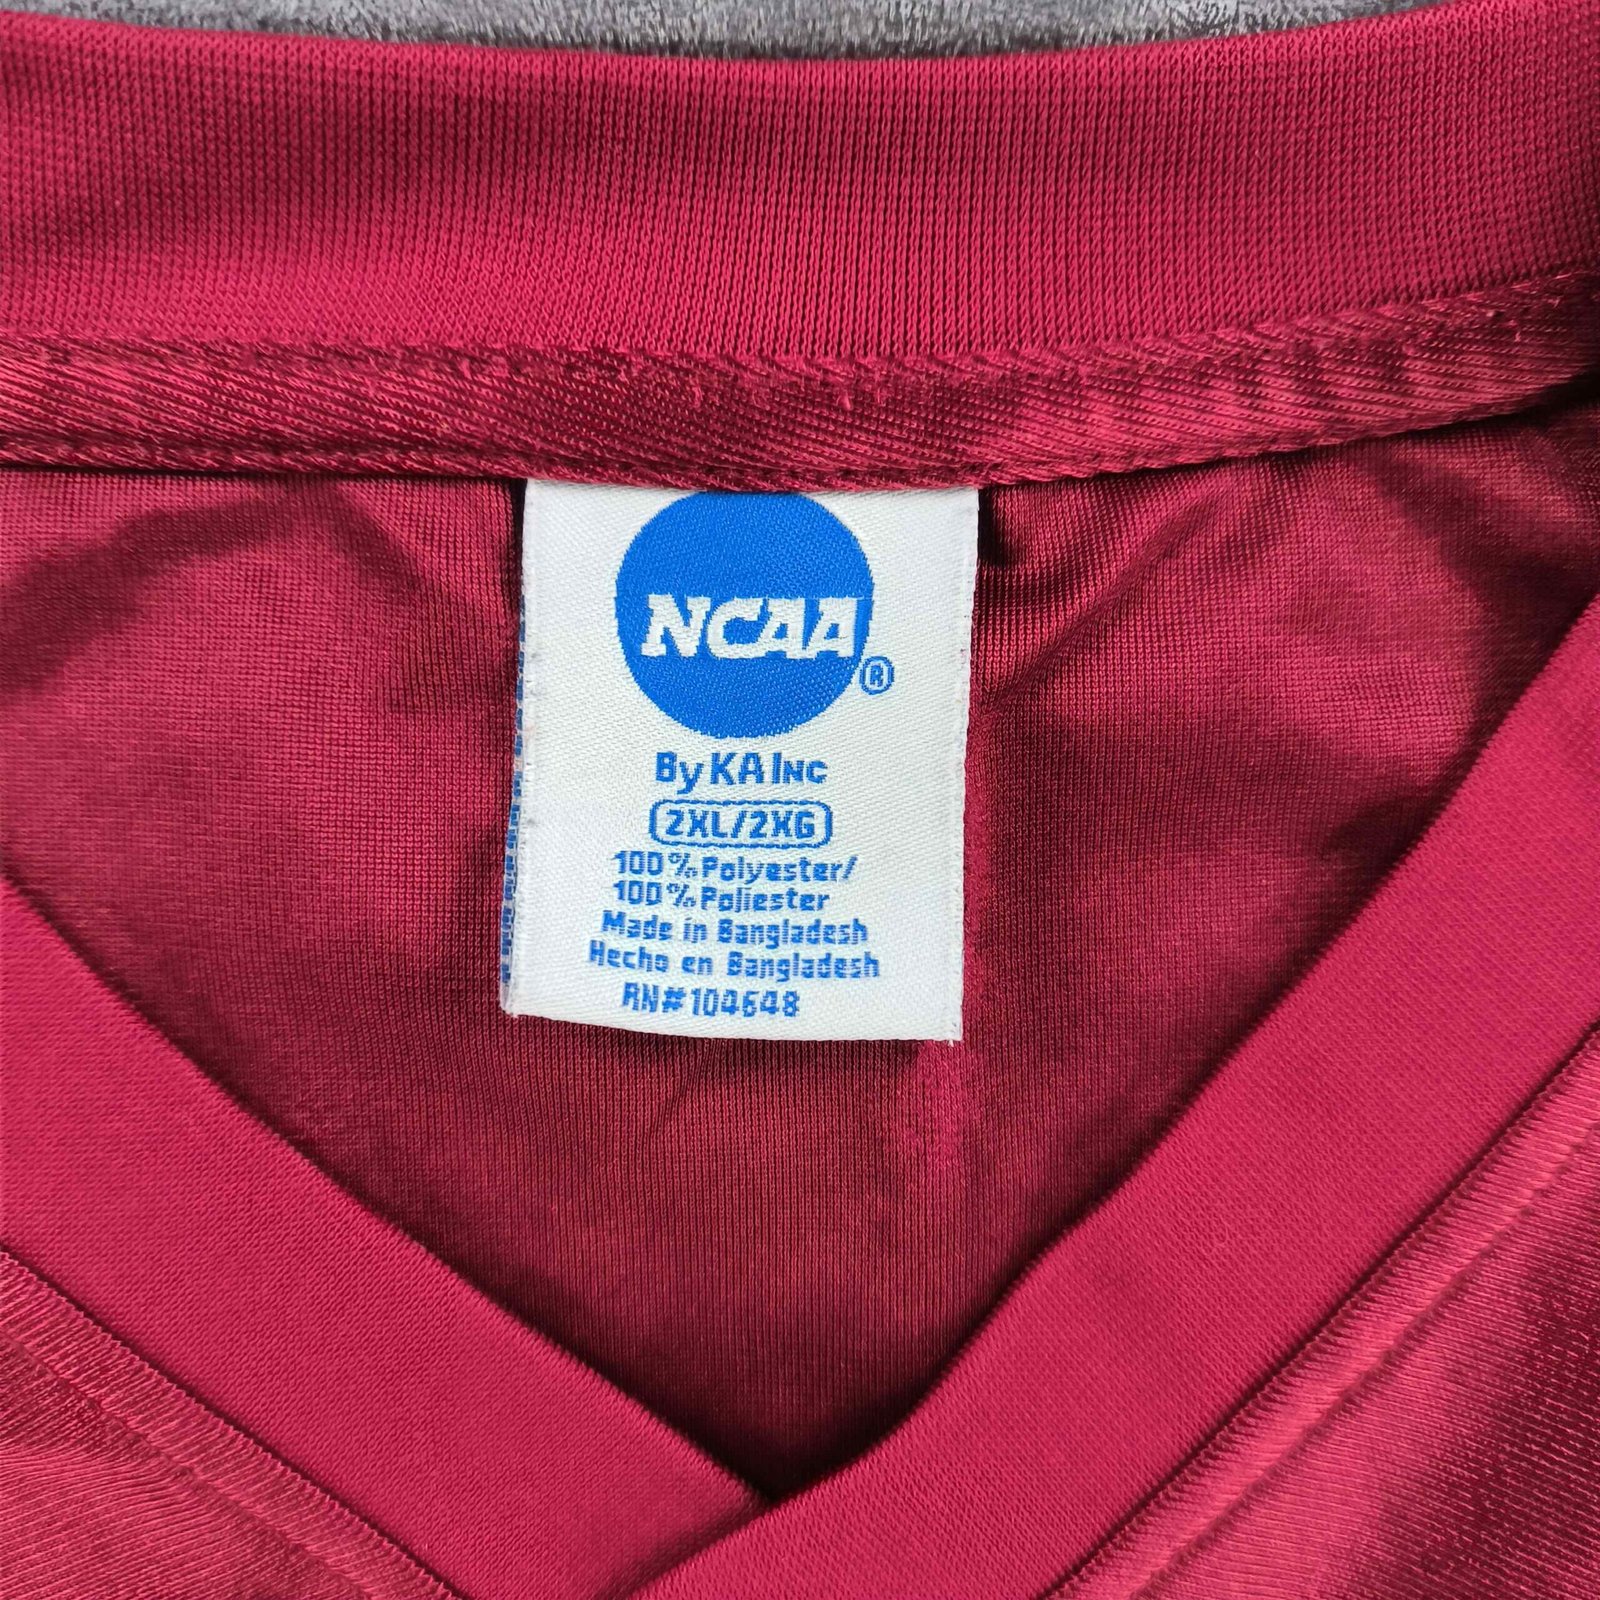 NCAA®
By KA INC
2XL/2XG
100% Polyester/
100% Poliester
Made in Bangladesh
Hecho en Bangladesh
RN#104648